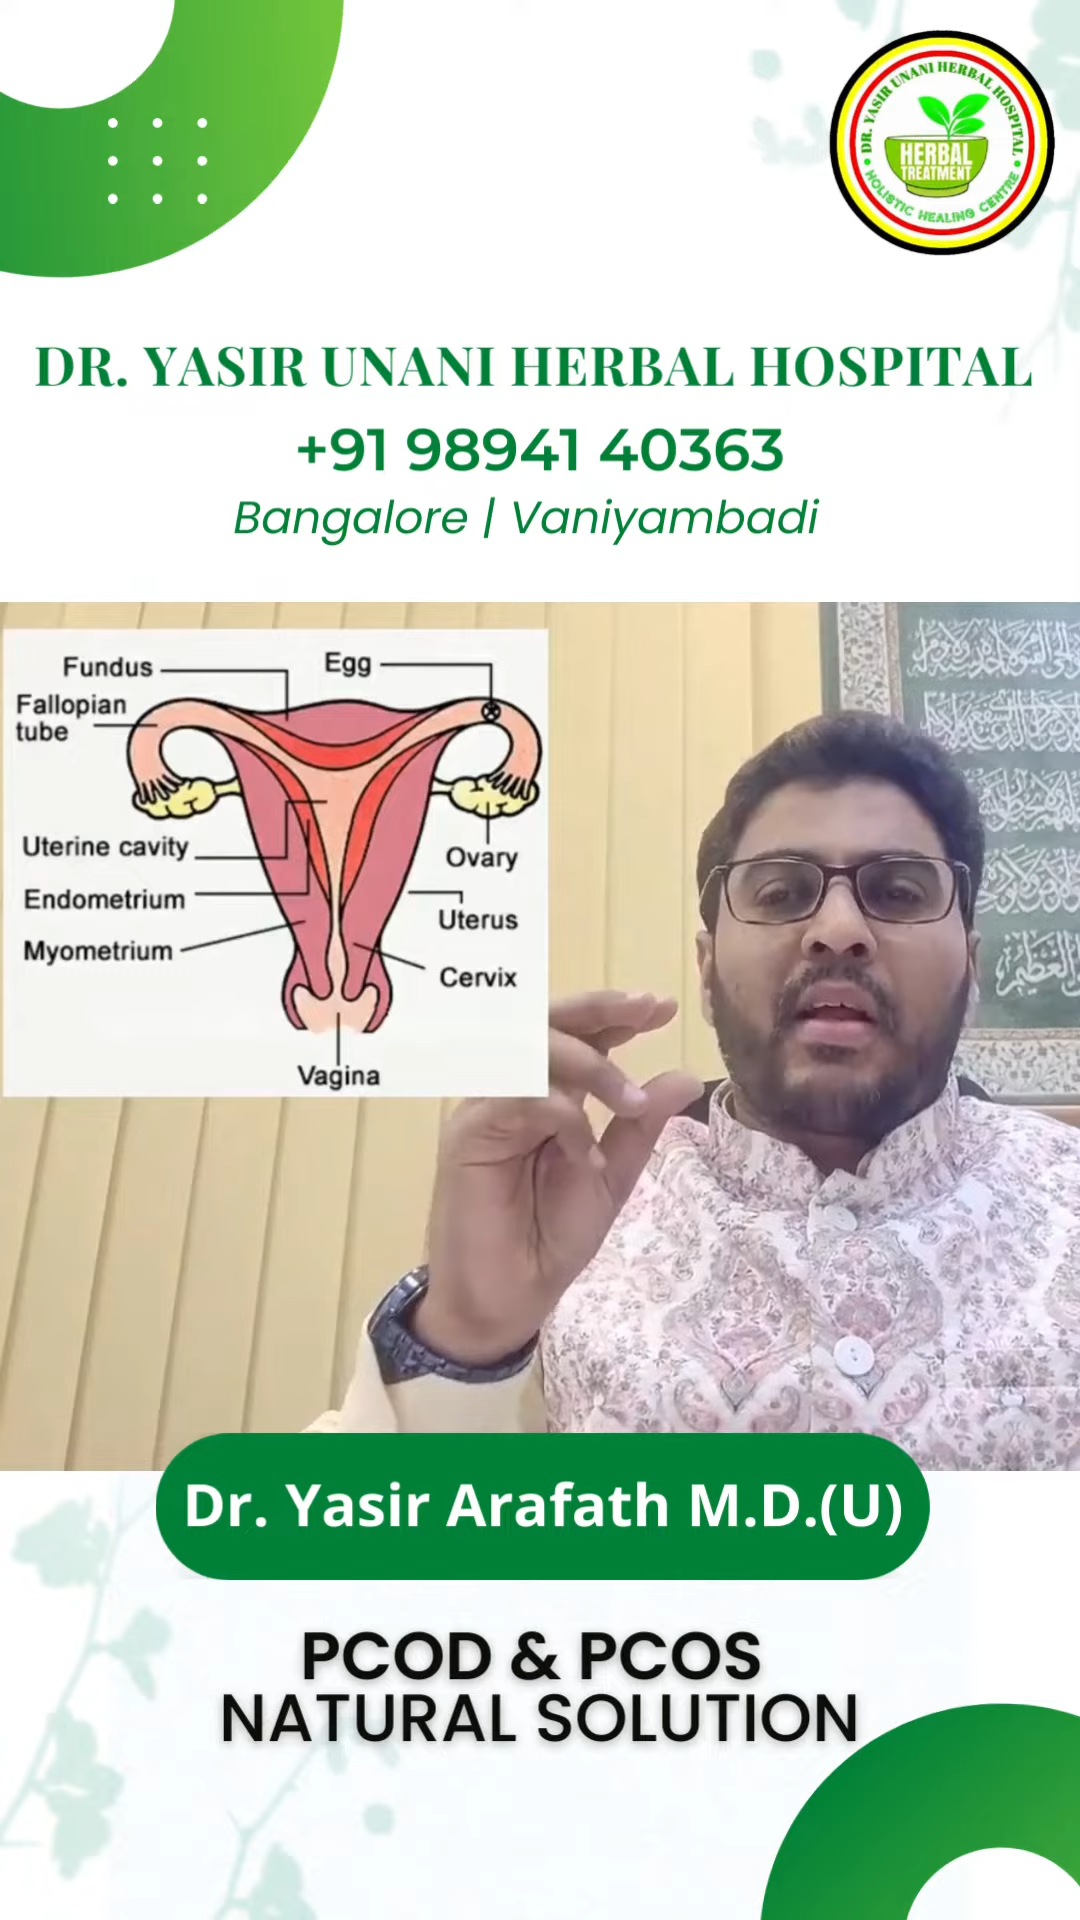 DR. YASIR UNANI HERBAL HOSPITAL
HERBAL
TREATMENT
HOLISTIC HEALING CENTRE
DR. YASIR UNANI HERBAL HOSPITAL
+91 98941 40363
Bangalore | Vaniyambadi
Fundus
Egg
Fallopian
tube
Uterine cavity
Ovary
Endometrium
Uterus
Myometrium
Cervix
Vagina
Dr. Yasir Arafath M.D.(U)
PCOD & PCOS
NATURAL SOLUTION